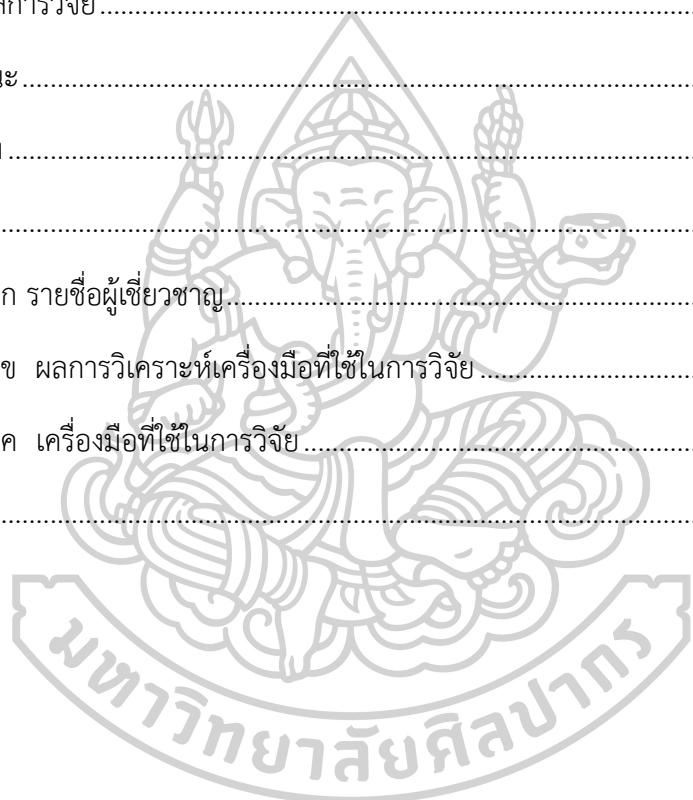 การวิจัย
ก รายชื่อผู้เชี่ยวชาญ
ข ผลการวิเคราะห์เครื่องมือที่ใช้ในการวิจัย
ค เครื่องมือที่ใช้ในการวิจัย
มหาวิทยาลัยศิลปากร